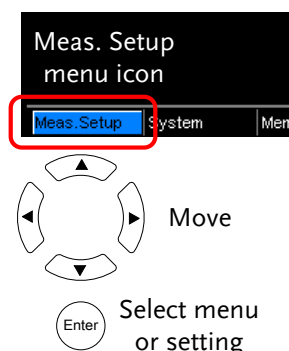 Meas. Setup
menu icon
Meas.Setup System
Move
Enter
Select menu
or setting